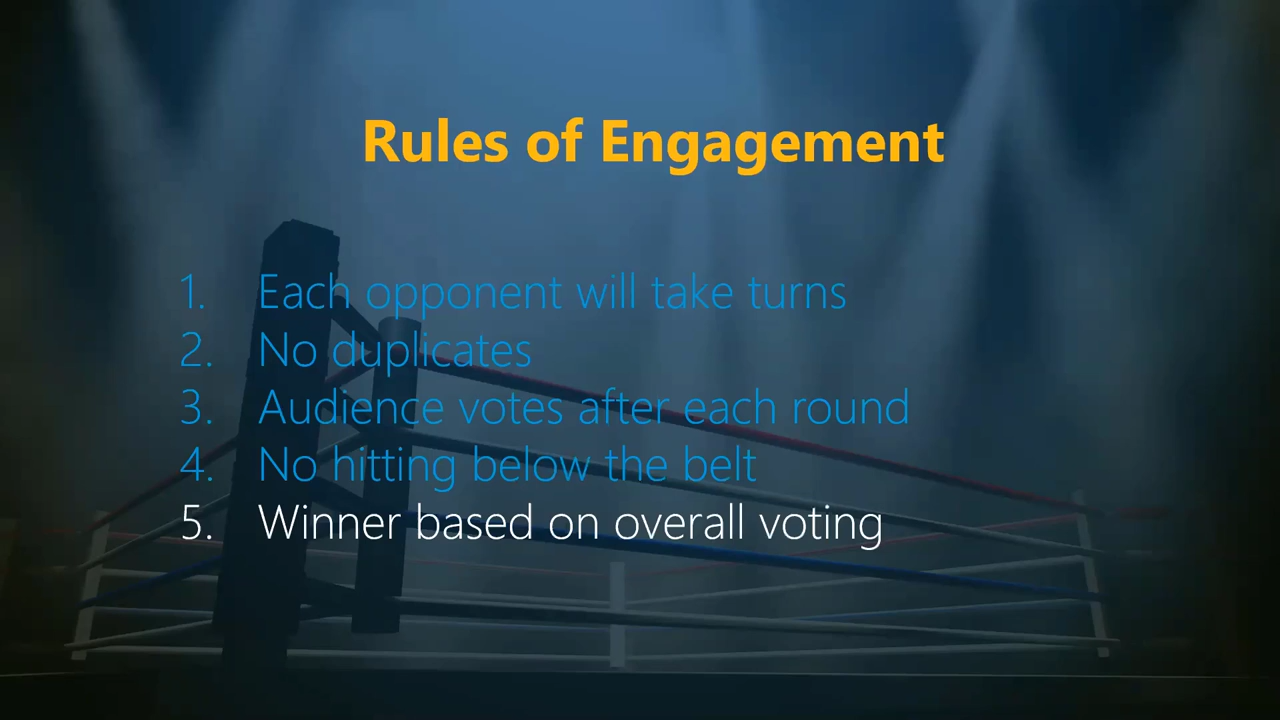 Rules of Engagement
1. Each opponent will take turns
2. No duplicates
3. Audience votes after each round
4. No hitting below the belt
5. Winner based on overall voting